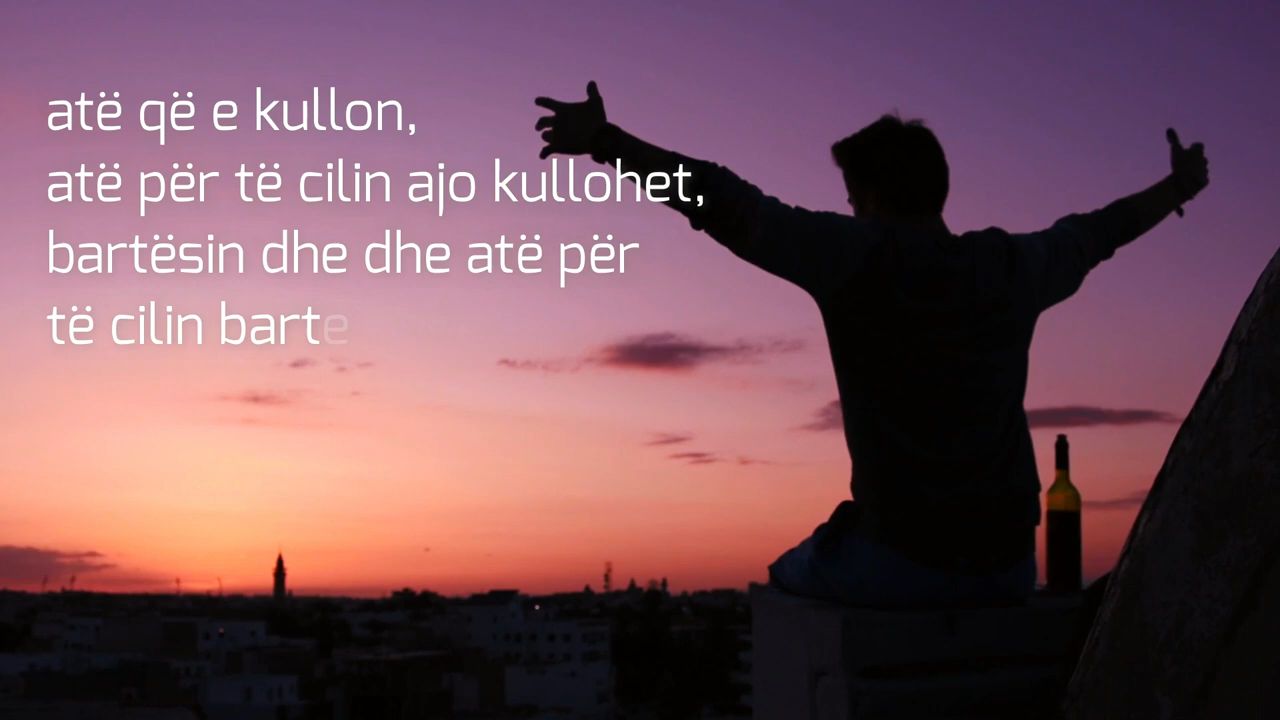 atë që e kullon,
atë për të cilin ajo kullohet,
bartësin dhe dhe atë për
të cilin barte